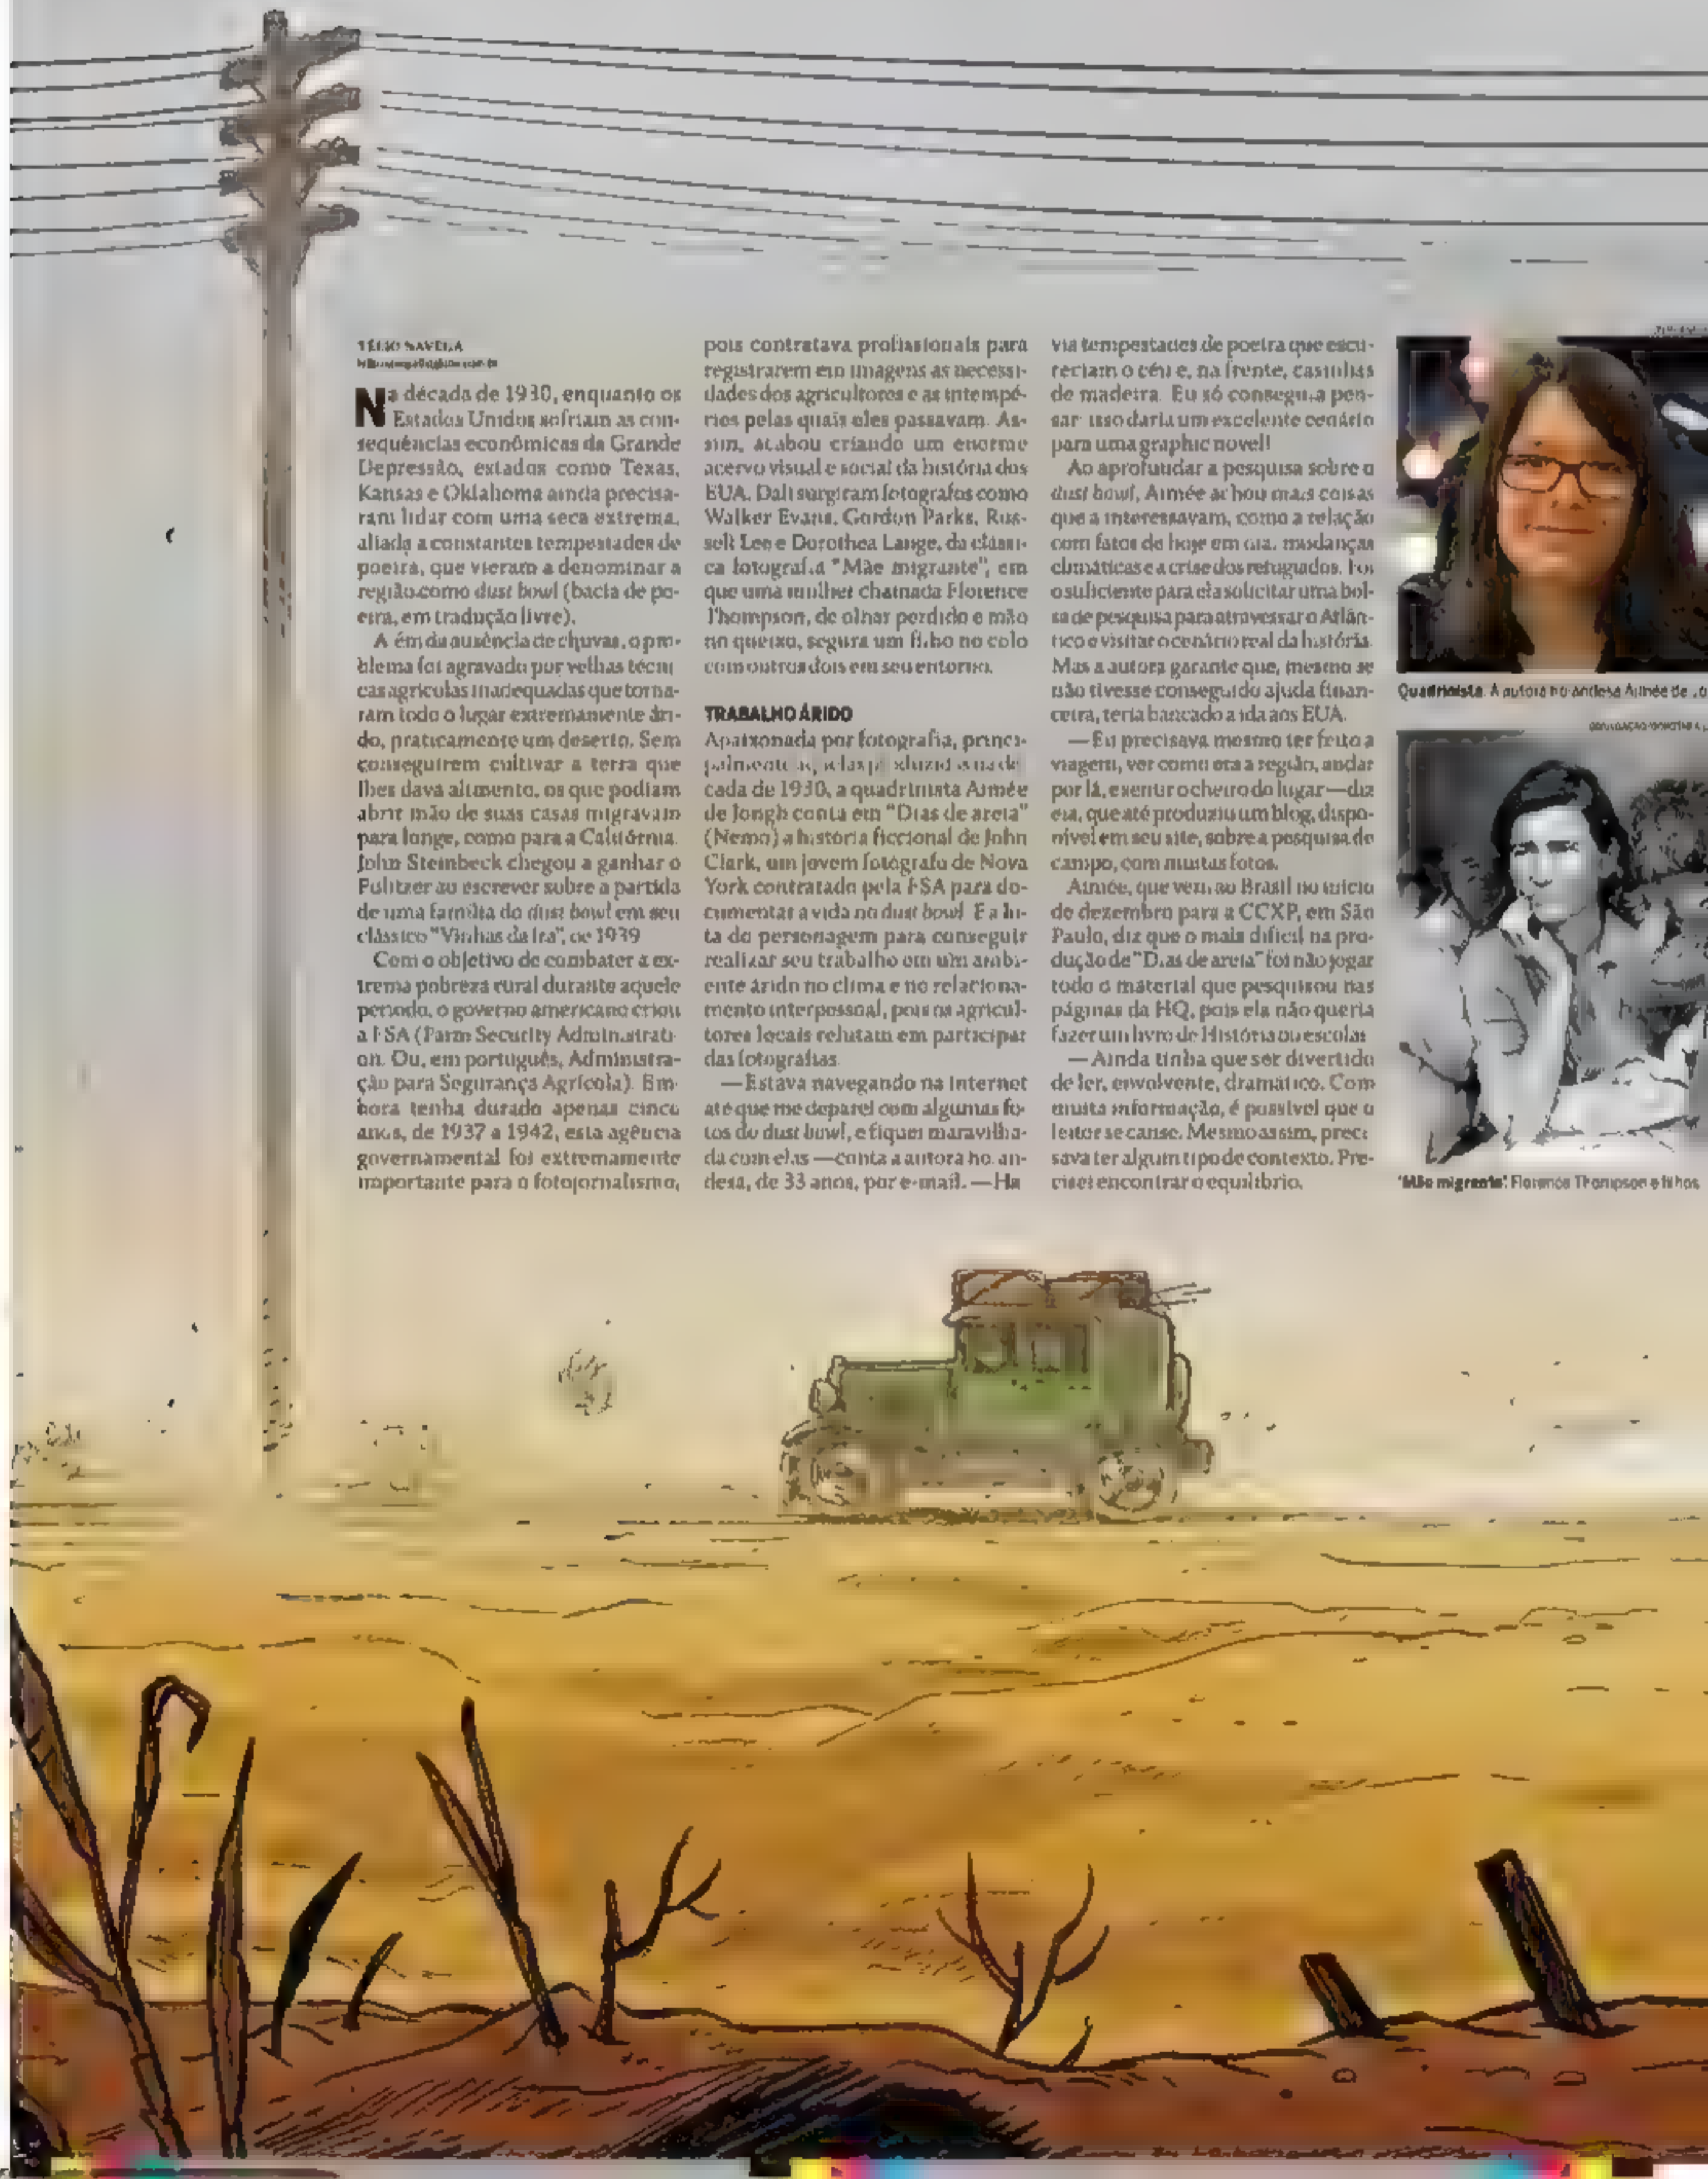 TÉLIO NAVEGA
Na década de 1930, enquanto os
Estados Unidos sofriam as con-
sequências econômicas da Grande
Depressão, estados como Texas,
Kansas e Oklahoma ainda precisa-
ram lidar com uma seca extrema,
aliada a constantes tempestades de
poeira, que vieram a denominar a
região como dust bowl (bacia de po-
eira, em tradução livre).
Além da ausência de chuvas, o pro-
blema foi agravado por velhas técni-
cas agrícolas inadequadas que torna-
ram todo o lugar extremamente ári-
do, praticamente um deserto. Sem
conseguirem cultivar a terra que
lhes dava alimento, os que podiam
abrir mão de suas casas migravam
para longe, como para a Califórnia.
John Steinbeck chegou a ganhar o
Pulitzer ao escrever sobre a partida
de uma família do dust bowl em seu
clássico "Vinhas da Ira", de 1939.
Com o objetivo de combater a ex-
trema pobreza rural durante aquele
período, o governo americano criou
a FSA (Farm Security Administrati-
on. Ou, em português, Administra-
ção para Segurança Agrícola). Em-
bora tenha durado apenas cinco
anos, de 1937 a 1942, esta agência
governamental foi extremamente
importante para o fotojornalismo,
pois contratava profissionais para
registrarem em imagens as necessi-
dades dos agricultores e as intempé-
ries pelas quais eles passavam. As-
sim, acabou criando um enorme
acervo visual e social da história dos
EUA. Dali surgiram fotógrafos como
Walker Evans, Gordon Parks, Rus-
sell Lee e Dorothea Lange, da clássi-
ca fotografia "Mãe migrante", em
que uma mulher chamada Florence
Thompson, de olhar perdido e mão
no queixo, segura um filho no colo
com outros dois em seu entorno.
TRABALHO ÁRIDO
Apaixonada por fotografia, princi-
palmente as produzidas na dé-
cada de 1930, a quadrinista Aimée
de Jongh conta em "Dias de areia"
(Nemo) a história ficcional de John
Clark, um jovem fotógrafo de Nova
York contratado pela FSA para do-
cumentar a vida no dust bowl. E a lu-
ta do personagem para conseguir
realizar seu trabalho em um ambi-
ente árido no clima e no relaciona-
mento interpessoal, pois os agricul-
tores locais relutam em participar
das fotografias.
— Estava navegando na Internet
até que me deparei com algumas fo-
tos do dust bowl, e fiquei maravilha-
da com elas — conta a autora holan-
desa, de 33 anos, por e-mail. — Ha-
via tempestades de poeira que escu-
reciam o céu e, na frente, casinhas
de madeira. Eu só conseguia pen-
sar: isso daria um excelente cenário
para uma graphic novel!
Ao aprofundar a pesquisa sobre o
dust bowl, Aimée achou mais coisas
que a interessavam, como a relação
com fatos de hoje em dia: mudanças
climáticas e a crise dos refugiados. Foi
o suficiente para ela solicitar uma bol-
sa de pesquisa para atravessar o Atlân-
tico e visitar o cenário real da história.
Mas a autora garante que, mesmo se
não tivesse conseguido ajuda finan-
ceira, teria bancado a ida aos EUA.
— Eu precisava mesmo ter feito a
viagem, ver como era a região, andar
por lá, e sentir o cheiro do lugar — diz
ela, que até produziu um blog, dispo-
nível em seu site, sobre a pesquisa de
campo, com muitas fotos.
Aimée, que vem ao Brasil no início
de dezembro para a CCXP, em São
Paulo, diz que o mais difícil na pro-
dução de "Dias de areia" foi não jogar
todo o material que pesquisou nas
páginas da HQ, pois ela não queria
fazer um livro de História ou escolar.
— Ainda tinha que ser divertido
de ler, envolvente, dramático. Com
muita informação, é possível que o
leitor se canse. Mesmo assim, preci-
sava ter algum tipo de contexto. Pre-
cisei encontrar o equilíbrio.
Quadrinista. A autora holandesa Aimée de Jo
'Mãe migrante'. Florence Thompson e filhos